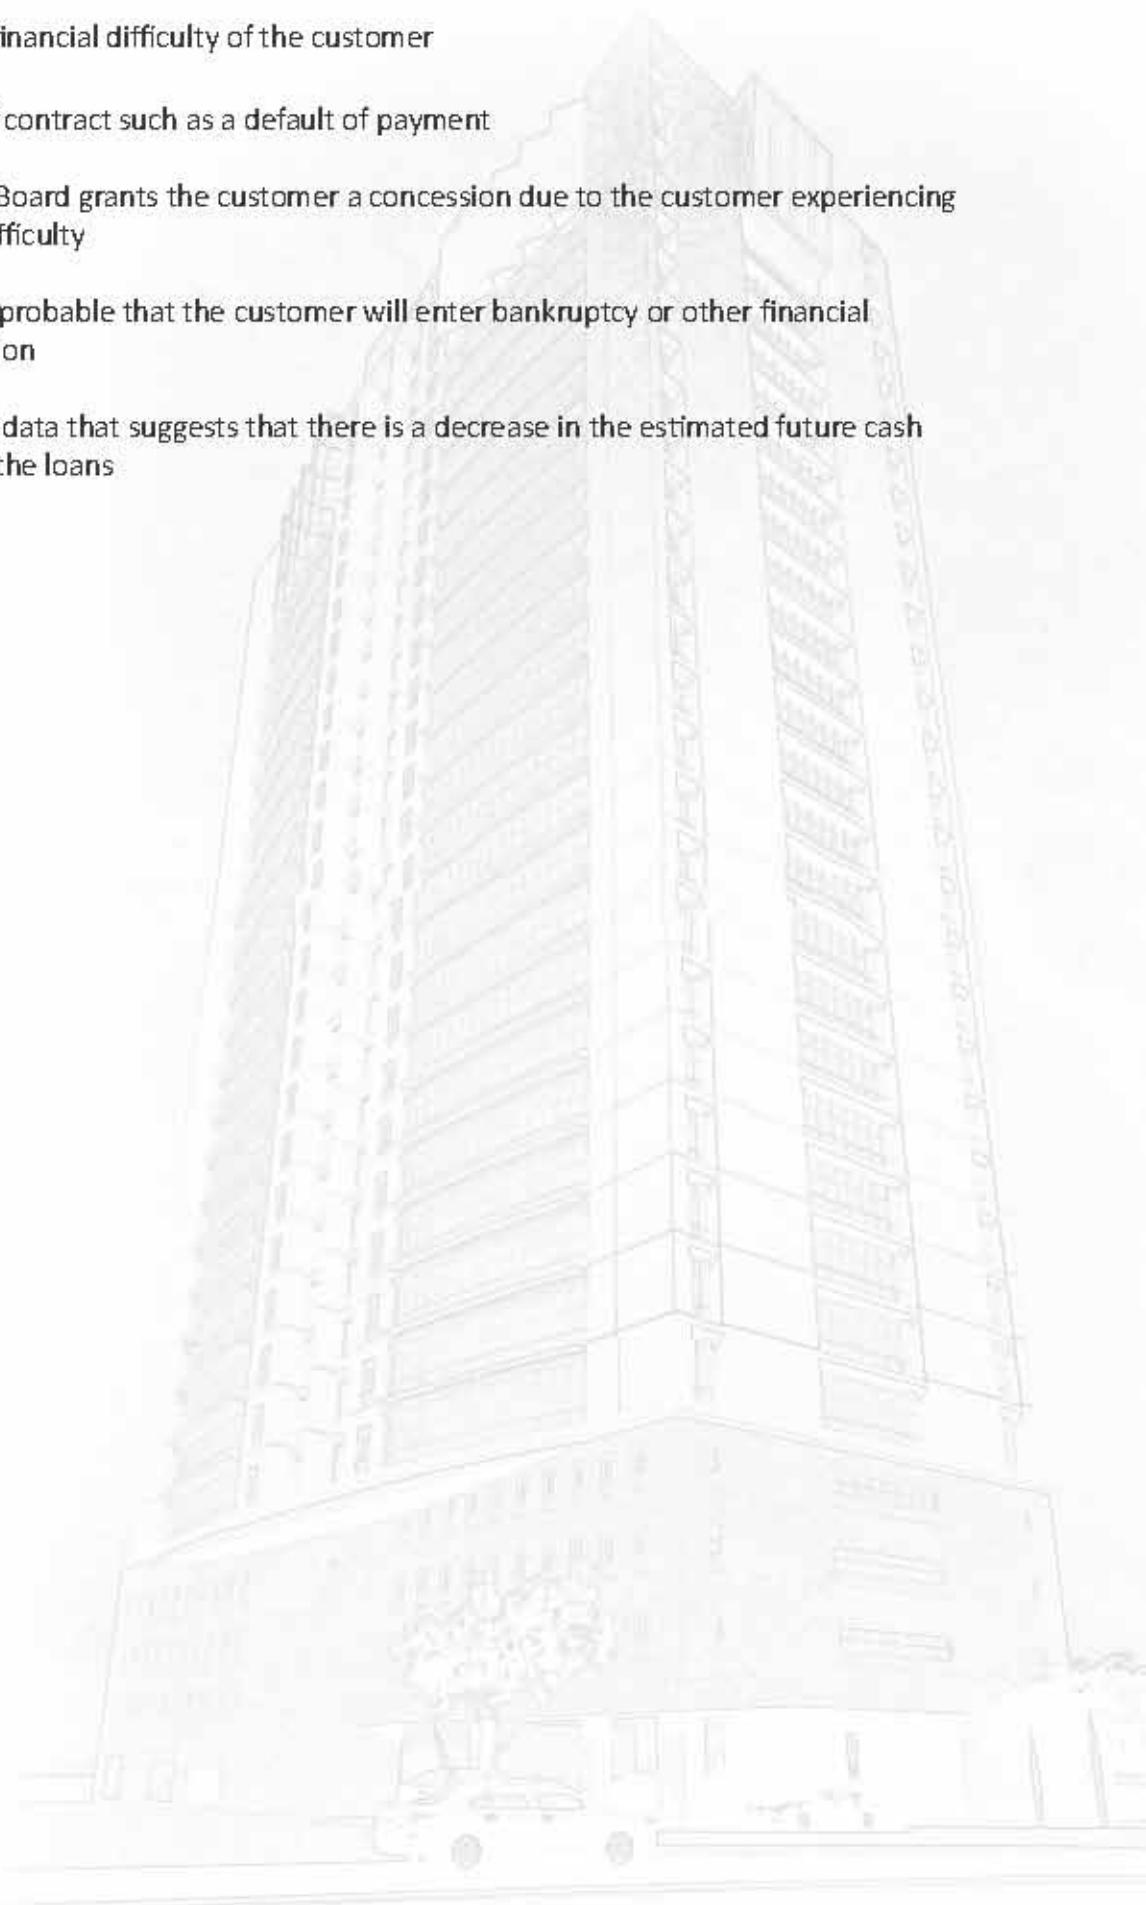 inancial difficulty of the customer
contract such as a default of payment
Board grants the customer a concession due to the customer experiencing
fficulty
probable that the customer will enter bankruptcy or other financial
on
data that suggests that there is a decrease in the estimated future cash
the loans